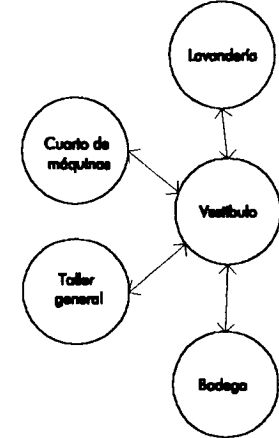 Lavandería
Cuarto de
máquinas
Vestíbulo
Taller
general
Bodega